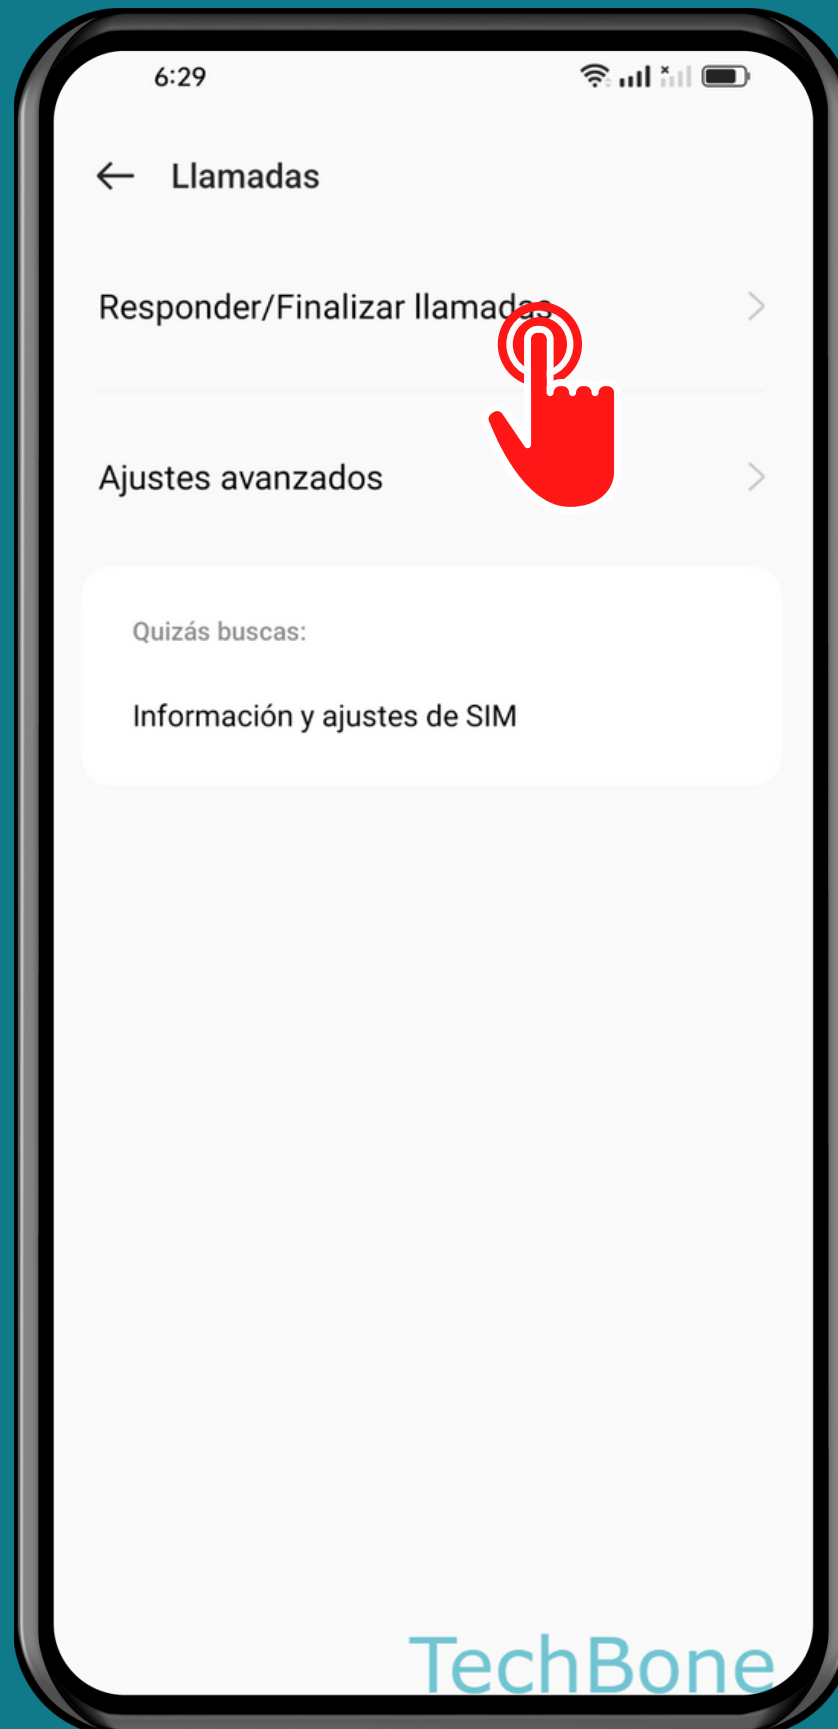 6:29
Llamadas
Responder/Finalizar llamadas
Ajustes avanzados
Quizás buscas:
Información y ajustes de SIM
TechBone